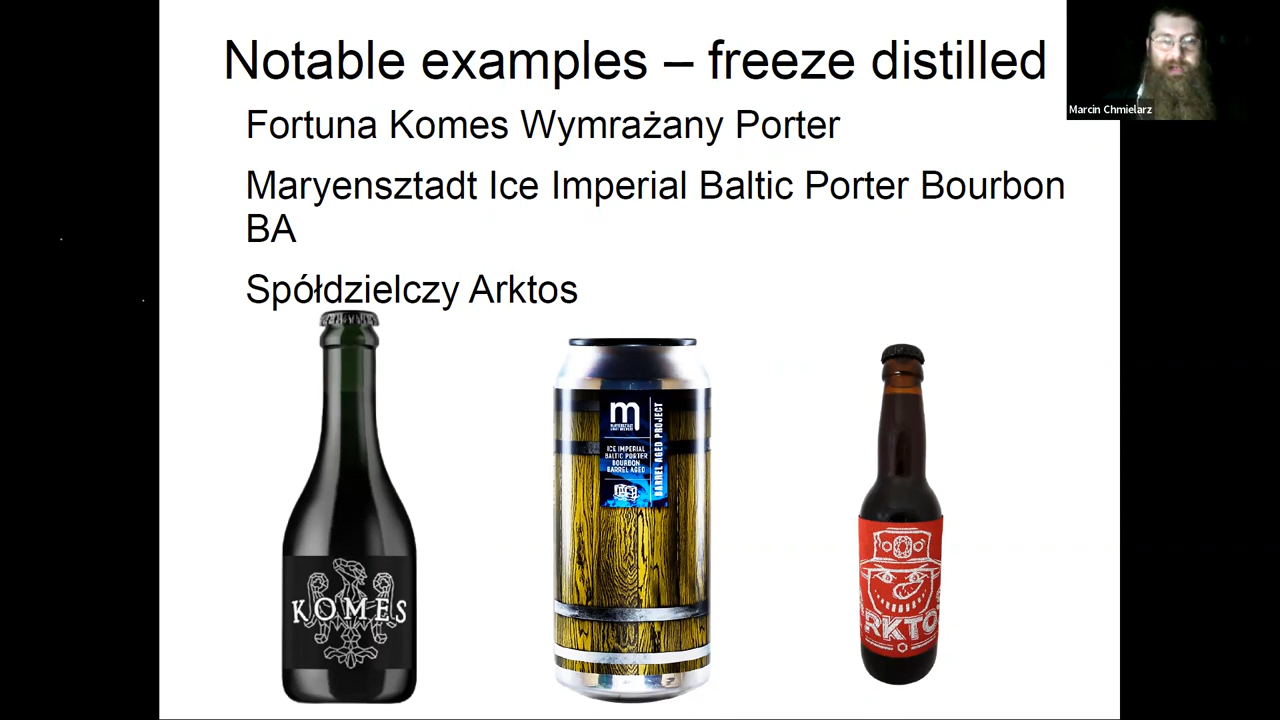 Notable examples – freeze distilled
Marcin Chmielarz
Fortuna Komes Wymrażany Porter
Maryensztadt Ice Imperial Baltic Porter Bourbon
BA
Spółdzielczy Arktos
KOMES
m
BARREL AGED PROJECT
ICE IMPERIAL
BALTIC PORTER
BOURBON
BARREL AGED
ARKTOS